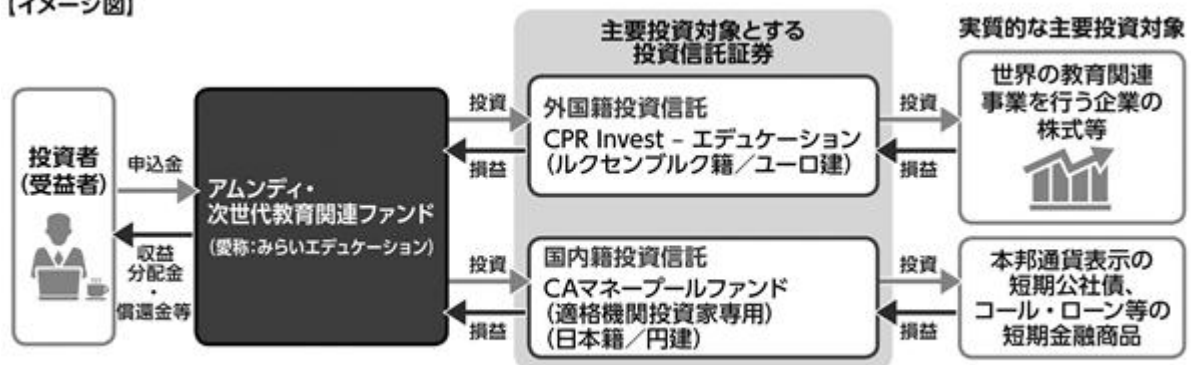 【イメージ図】
主要投資対象とする
投資信託証券
実質的な主要投資対象
投資者
(受益者)
申込金
収益
分配金
・
償還金等
アムンディ・
次世代教育関連ファンド
(愛称:みらいエデュケーション)
投資
損益
外国籍投資信託
CPR Invest – エデュケーション
(ルクセンブルク籍／ユーロ建)
投資
損益
世界の教育関連
事業を行う企業の
株式等
投資
損益
国内籍投資信託
CAマネープールファンド
(適格機関投資家専用)
(日本籍／円建)
投資
損益
本邦通貨表示の
短期公社債、
コール・ローン等の
短期金融商品